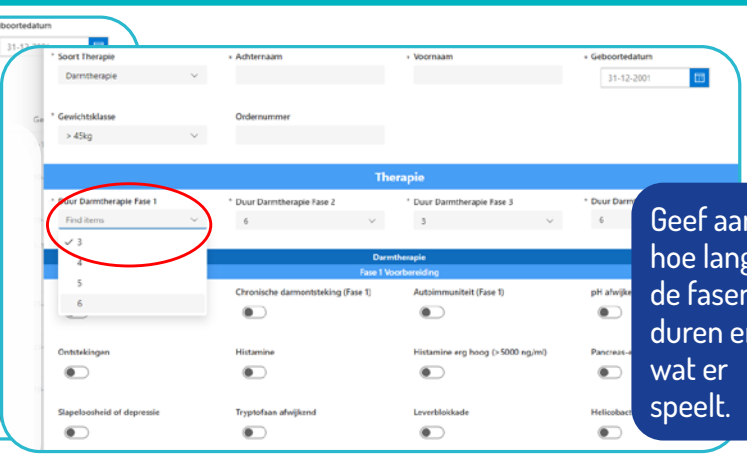 boortedatum
31-12-2001
* Soort Therapie
* Achternaam
* Voornaam
* Geboortedatum
Darmtherapie
31-12-2001
* Gewichtsklasse
Ordernummer
> 45kg
Therapie
* Duur Darmtherapie Fase 1
* Duur Darmtherapie Fase 2
* Duur Darmtherapie Fase 3
* Duur Darm
Find items
6
3
6
3
4
5
6
Darmtherapie
Fase 1 Voorbereiding
Chronische darmontsteking (Fase 1)
Autoimmuniteit (Fase 1)
pH afwijke
Ontstekingen
Histamine
Histamine erg hoog (>5000 ng/ml)
Pancreas-e
Slapeloosheid of depressie
Tryptofaan afwijkend
Leverblokkade
Helicobact
Geef aan
hoe lang
de fasen
duren en
wat er
speelt.